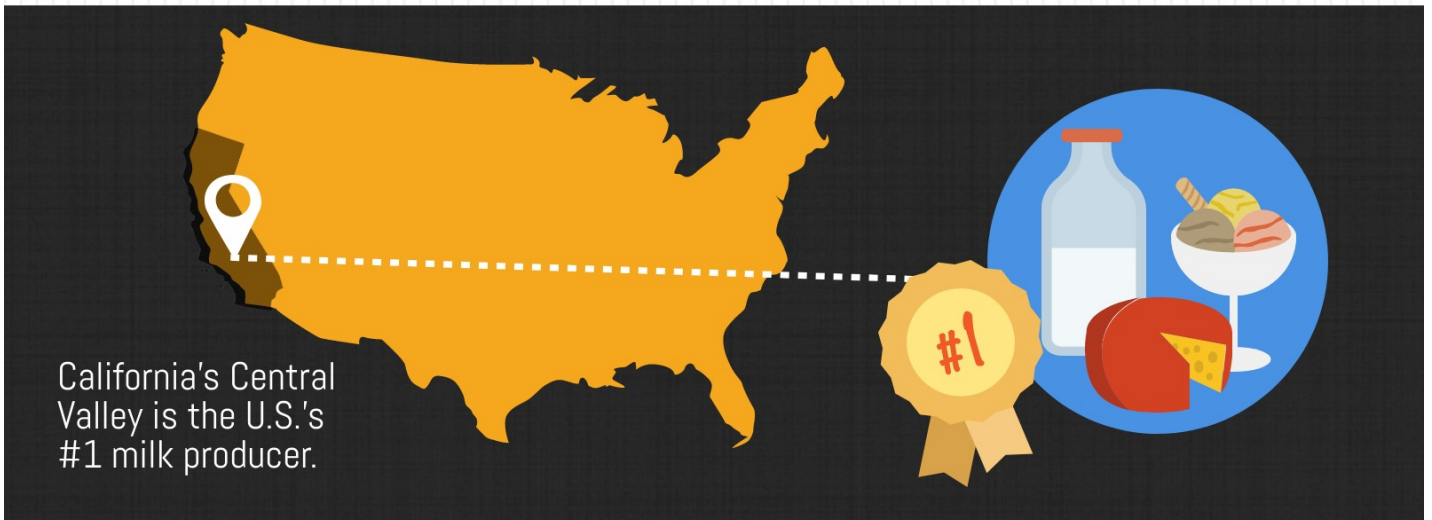 California's Central
Valley is the U.S.'s
#1 milk producer.
#1